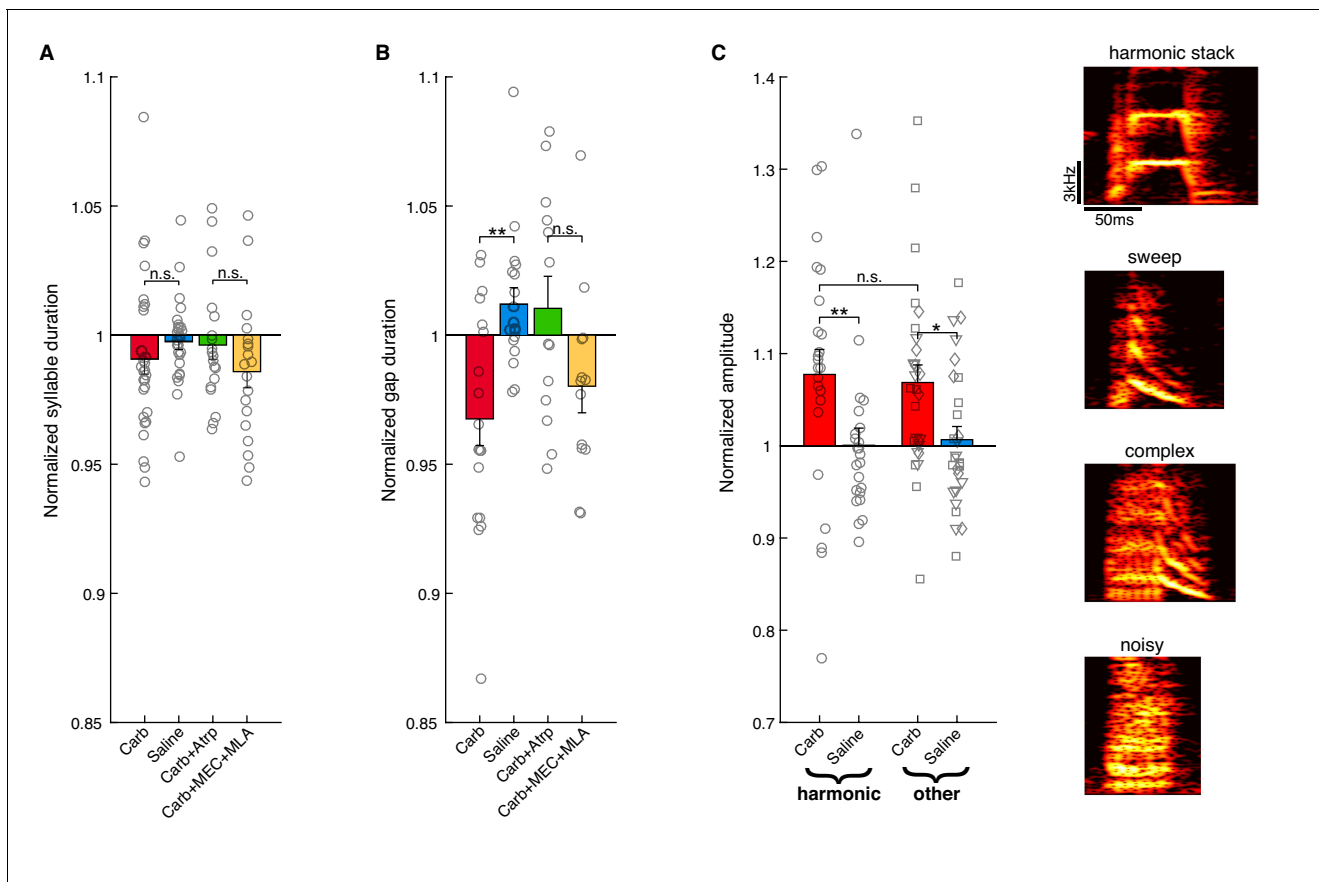 A
Normalized syllable duration
1.1
1.05
1
0.95
0.9
0.85
n.s.
n.s.
Carb
Saline
Carb+Atrp
Carb+MEC+MLA
B
Normalized gap duration
1.1
1.05
1
0.95
0.9
0.85
**
n.s.
Carb
Saline
Carb+Atrp
Carb+MEC+MLA
C
Normalized amplitude
1.4
1.3
1.2
1.1
1
0.9
0.8
0.7
n.s.
**
*
Carb
Saline
Carb
Saline
harmonic
other
harmonic stack
3kHz
50ms
sweep
complex
noisy